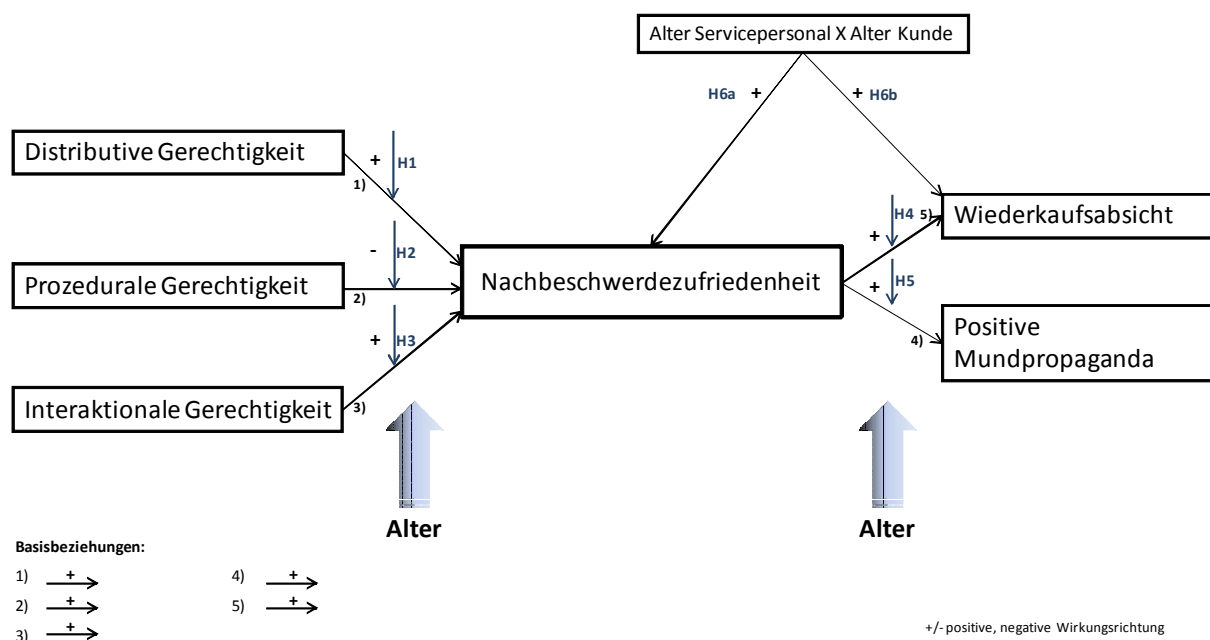 Alter Servicepersonal X Alter Kunde
H6a +
+ H6b
Distributive Gerechtigkeit
+ H1
1)
Prozedurale Gerechtigkeit
- H2
2)
+ H3
Interaktionale Gerechtigkeit
3)
Nachbeschwerdezufriedenheit
H4 5)
+
Wiederkaufsabsicht
+ H5
4)
Positive
Mundpropaganda
Alter
Alter
Basisbeziehungen:
1) +
2) +
3) +
4) +
5) +
+/- positive, negative Wirkungsrichtung